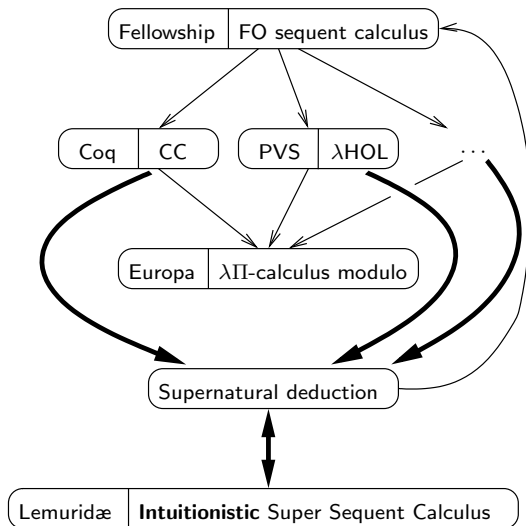 Fellowship FO sequent calculus
Coq CC PVS λHOL ...
Europa λΠ-calculus modulo
Supernatural deduction
Lemuridæ Intuitionistic Super Sequent Calculus